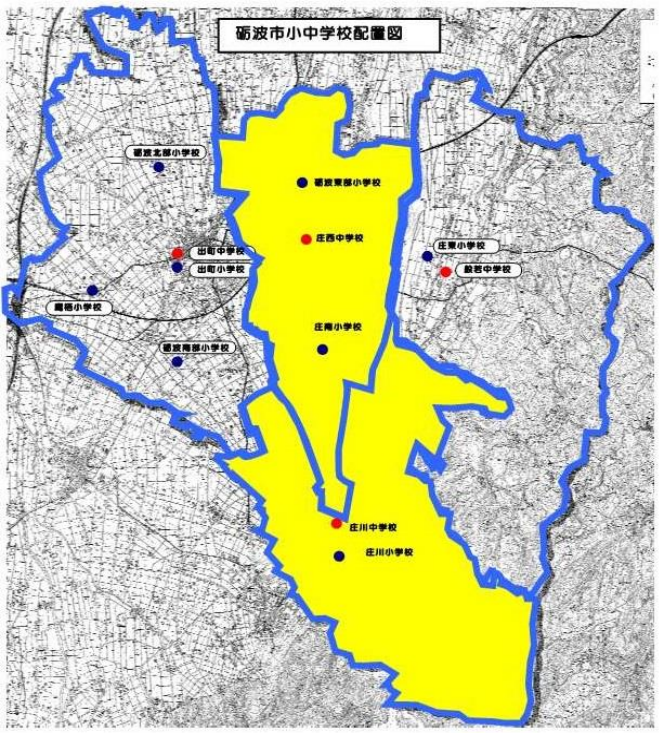 砺波市小中学校配置図
砺波北部小学校
砺波東部小学校
出町中学校
庄西中学校
庄東小学校
出町小学校
般若中学校
鷹栖小学校
庄南小学校
砺波南部小学校
庄川中学校
庄川小学校